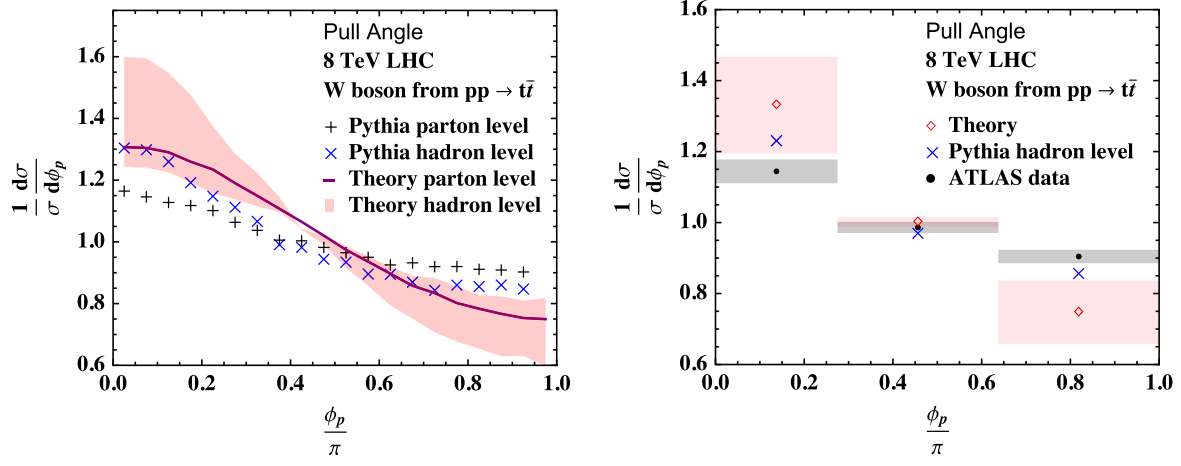 Pull Angle
8 TeV LHC
W boson from pp → tt̄
+ Pythia parton level
× Pythia hadron level
Theory parton level
Theory hadron level
1 dσ
σ dϕp
1.6
1.4
1.2
1.0
0.8
0.6
0.0 0.2 0.4 0.6 0.8 1.0
ϕp
π
Pull Angle
8 TeV LHC
W boson from pp → tt̄
◇ Theory
× Pythia hadron level
● ATLAS data
1 dσ
σ dϕp
1.6
1.4
1.2
1.0
0.8
0.6
0.0 0.2 0.4 0.6 0.8 1.0
ϕp
π